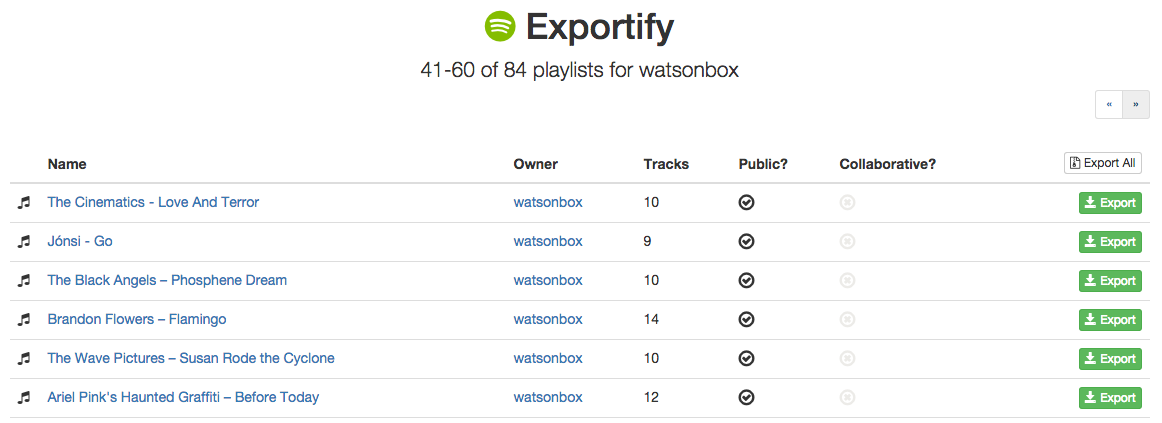 Exportify
41-60 of 84 playlists for watsonbox
« »
Name Owner Tracks Public? Collaborative? Export All
The Cinematics - Love And Terror watsonbox 10 Export
Jónsi - Go watsonbox 9 Export
The Black Angels – Phosphene Dream watsonbox 10 Export
Brandon Flowers – Flamingo watsonbox 14 Export
The Wave Pictures – Susan Rode the Cyclone watsonbox 10 Export
Ariel Pink's Haunted Graffiti – Before Today watsonbox 12 Export